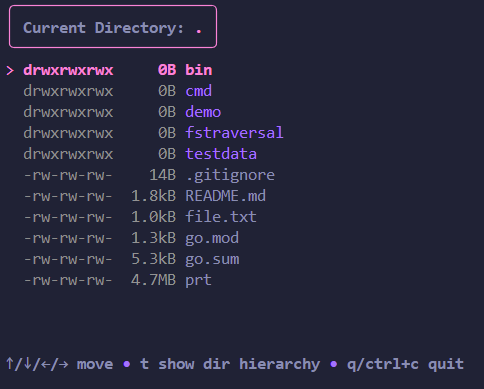 Current Directory: .
> drwxrwxrwx 0B bin
drwxrwxrwx 0B cmd
drwxrwxrwx 0B demo
drwxrwxrwx 0B fstraversal
drwxrwxrwx 0B testdata
-rw-rw-rw- 14B .gitignore
-rw-rw-rw- 1.8kB README.md
-rw-rw-rw- 1.0kB file.txt
-rw-rw-rw- 1.3kB go.mod
-rw-rw-rw- 5.3kB go.sum
-rw-rw-rw- 4.7MB prt
↑/↓/←/→ move • t show dir hierarchy • q/ctrl+c quit